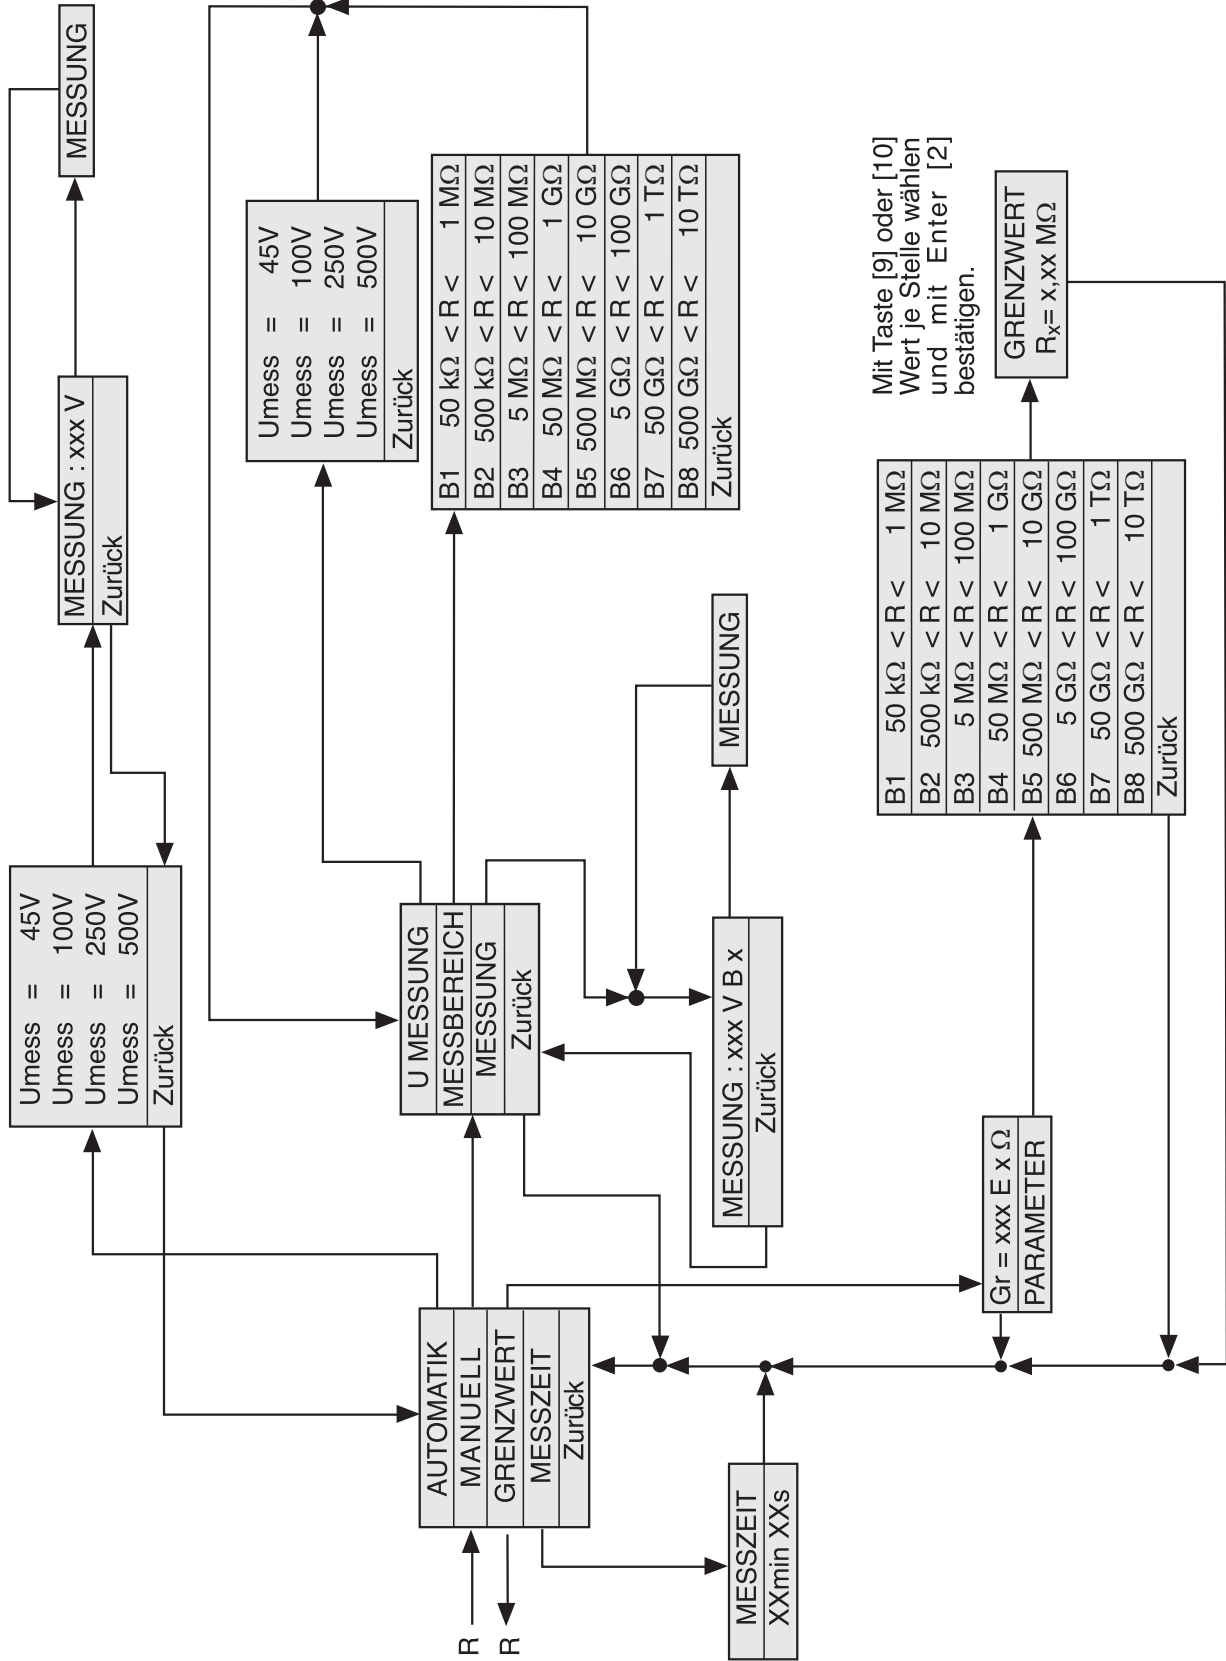 R
R
AUTOMATIK
MANUELL
GRENZWERT
MESSZEIT
Zurück
MESSZEIT
XXmin XXs
Umess = 45V
Umess = 100V
Umess = 250V
Umess = 500V
Zurück
MESSUNG : xxx V
Zurück
MESSUNG
U MESSUNG
MESSBEREICH
MESSUNG
Zurück
Umess = 45V
Umess = 100V
Umess = 250V
Umess = 500V
Zurück
B1 50 kΩ < R < 1 MΩ
B2 500 kΩ < R < 10 MΩ
B3 5 MΩ < R < 100 MΩ
B4 50 MΩ < R < 1 GΩ
B5 500 MΩ < R < 10 GΩ
B6 5 GΩ < R < 100 GΩ
B7 50 GΩ < R < 1 TΩ
B8 500 GΩ < R < 10 TΩ
Zurück
MESSUNG : xxx V B x
Zurück
MESSUNG
Gr = xxx E x Ω
PARAMETER
B1 50 kΩ < R < 1 MΩ
B2 500 kΩ < R < 10 MΩ
B3 5 MΩ < R < 100 MΩ
B4 50 MΩ < R < 1 GΩ
B5 500 MΩ < R < 10 GΩ
B6 5 GΩ < R < 100 GΩ
B7 50 GΩ < R < 1 TΩ
B8 500 GΩ < R < 10 TΩ
Zurück
Mit Taste [9] oder [10]
Wert je Stelle wählen
und mit Enter [2]
bestätigen.
GRENZWERT
Rx= x,xx MΩ